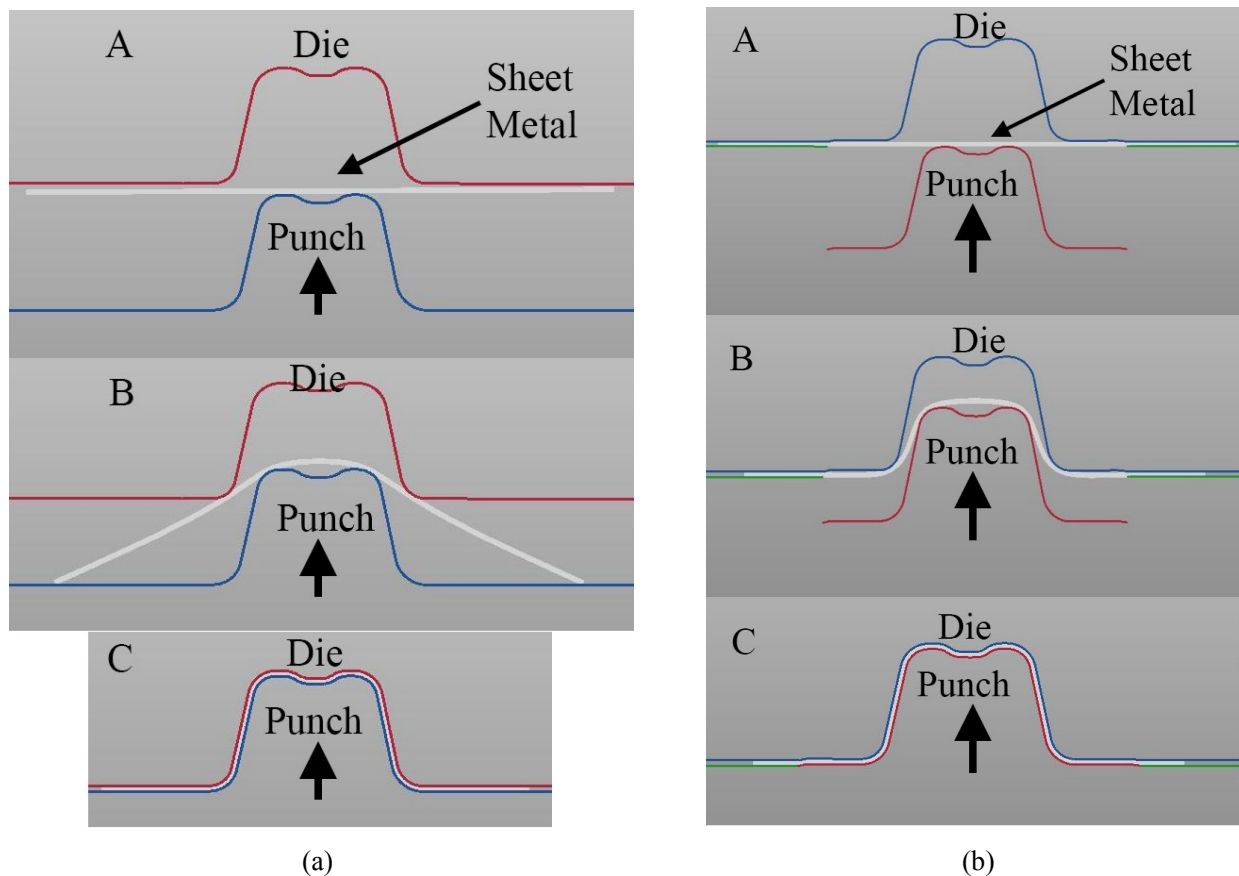 A
Die
Sheet
Metal
Punch
B
Die
Punch
C
Die
Punch
(a)
A
Die
Sheet
Metal
Punch
B
Die
Punch
C
Die
Punch
(b)